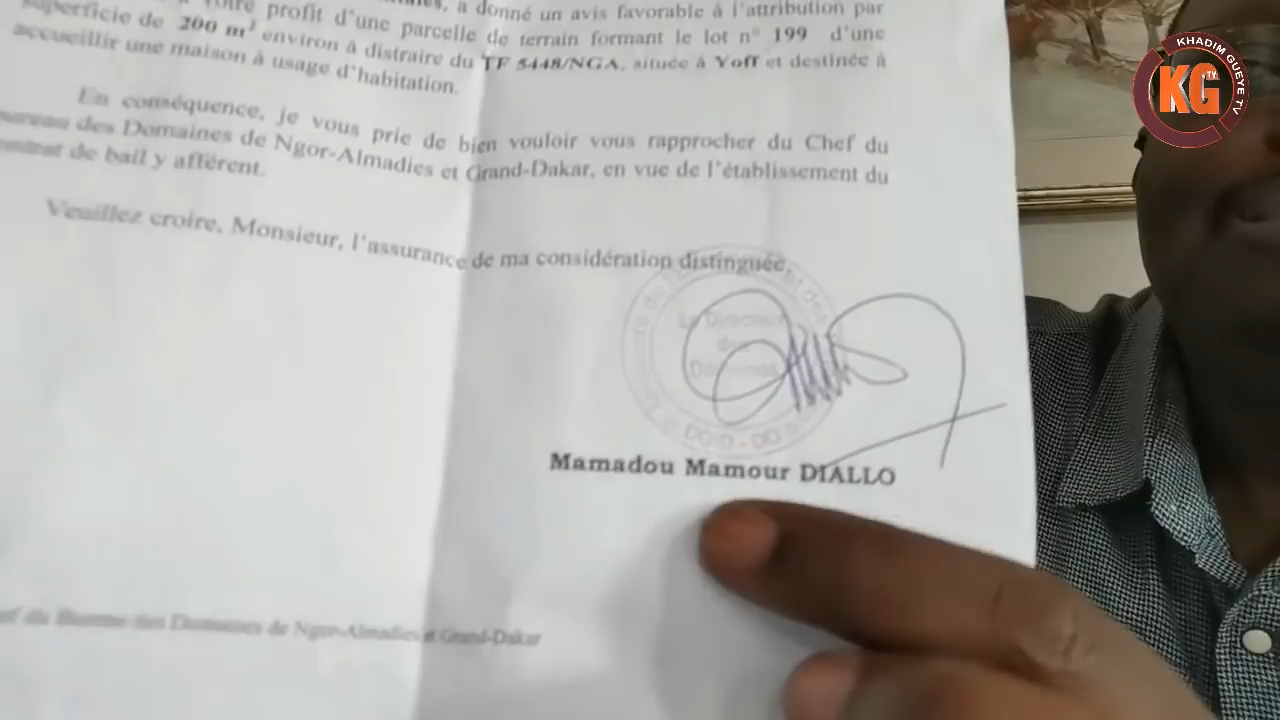 , a donné un avis favorable à l'attribution par
votre profit d'une parcelle de terrain formant le lot n° 199 d'une
superficie de 200 m² environ à distraire du TF 5448/NGA, située à Yoff et destinée à
accueillir une maison à usage d'habitation.
En conséquence, je vous prie de bien vouloir vous rapprocher du Chef du
bureau des Domaines de Ngor-Almadies et Grand-Dakar, en vue de l'établissement du
contrat de bail y afférent.
Veuillez croire, Monsieur, l'assurance de ma considération distinguée
Le Directeur
des
Domaines
Mamadou Mamour DIALLO
du Bureau des Domaines de Ngor-Almadies et Grand-Dakar
KHADIM GUEYE TV
KG TV